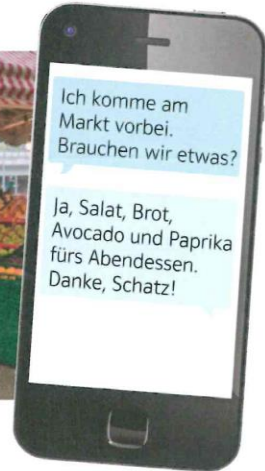 Ich komme am
Markt vorbei.
Brauchen wir etwas?
Ja, Salat, Brot,
Avocado und Paprika
fürs Abendessen.
Danke, Schatz!